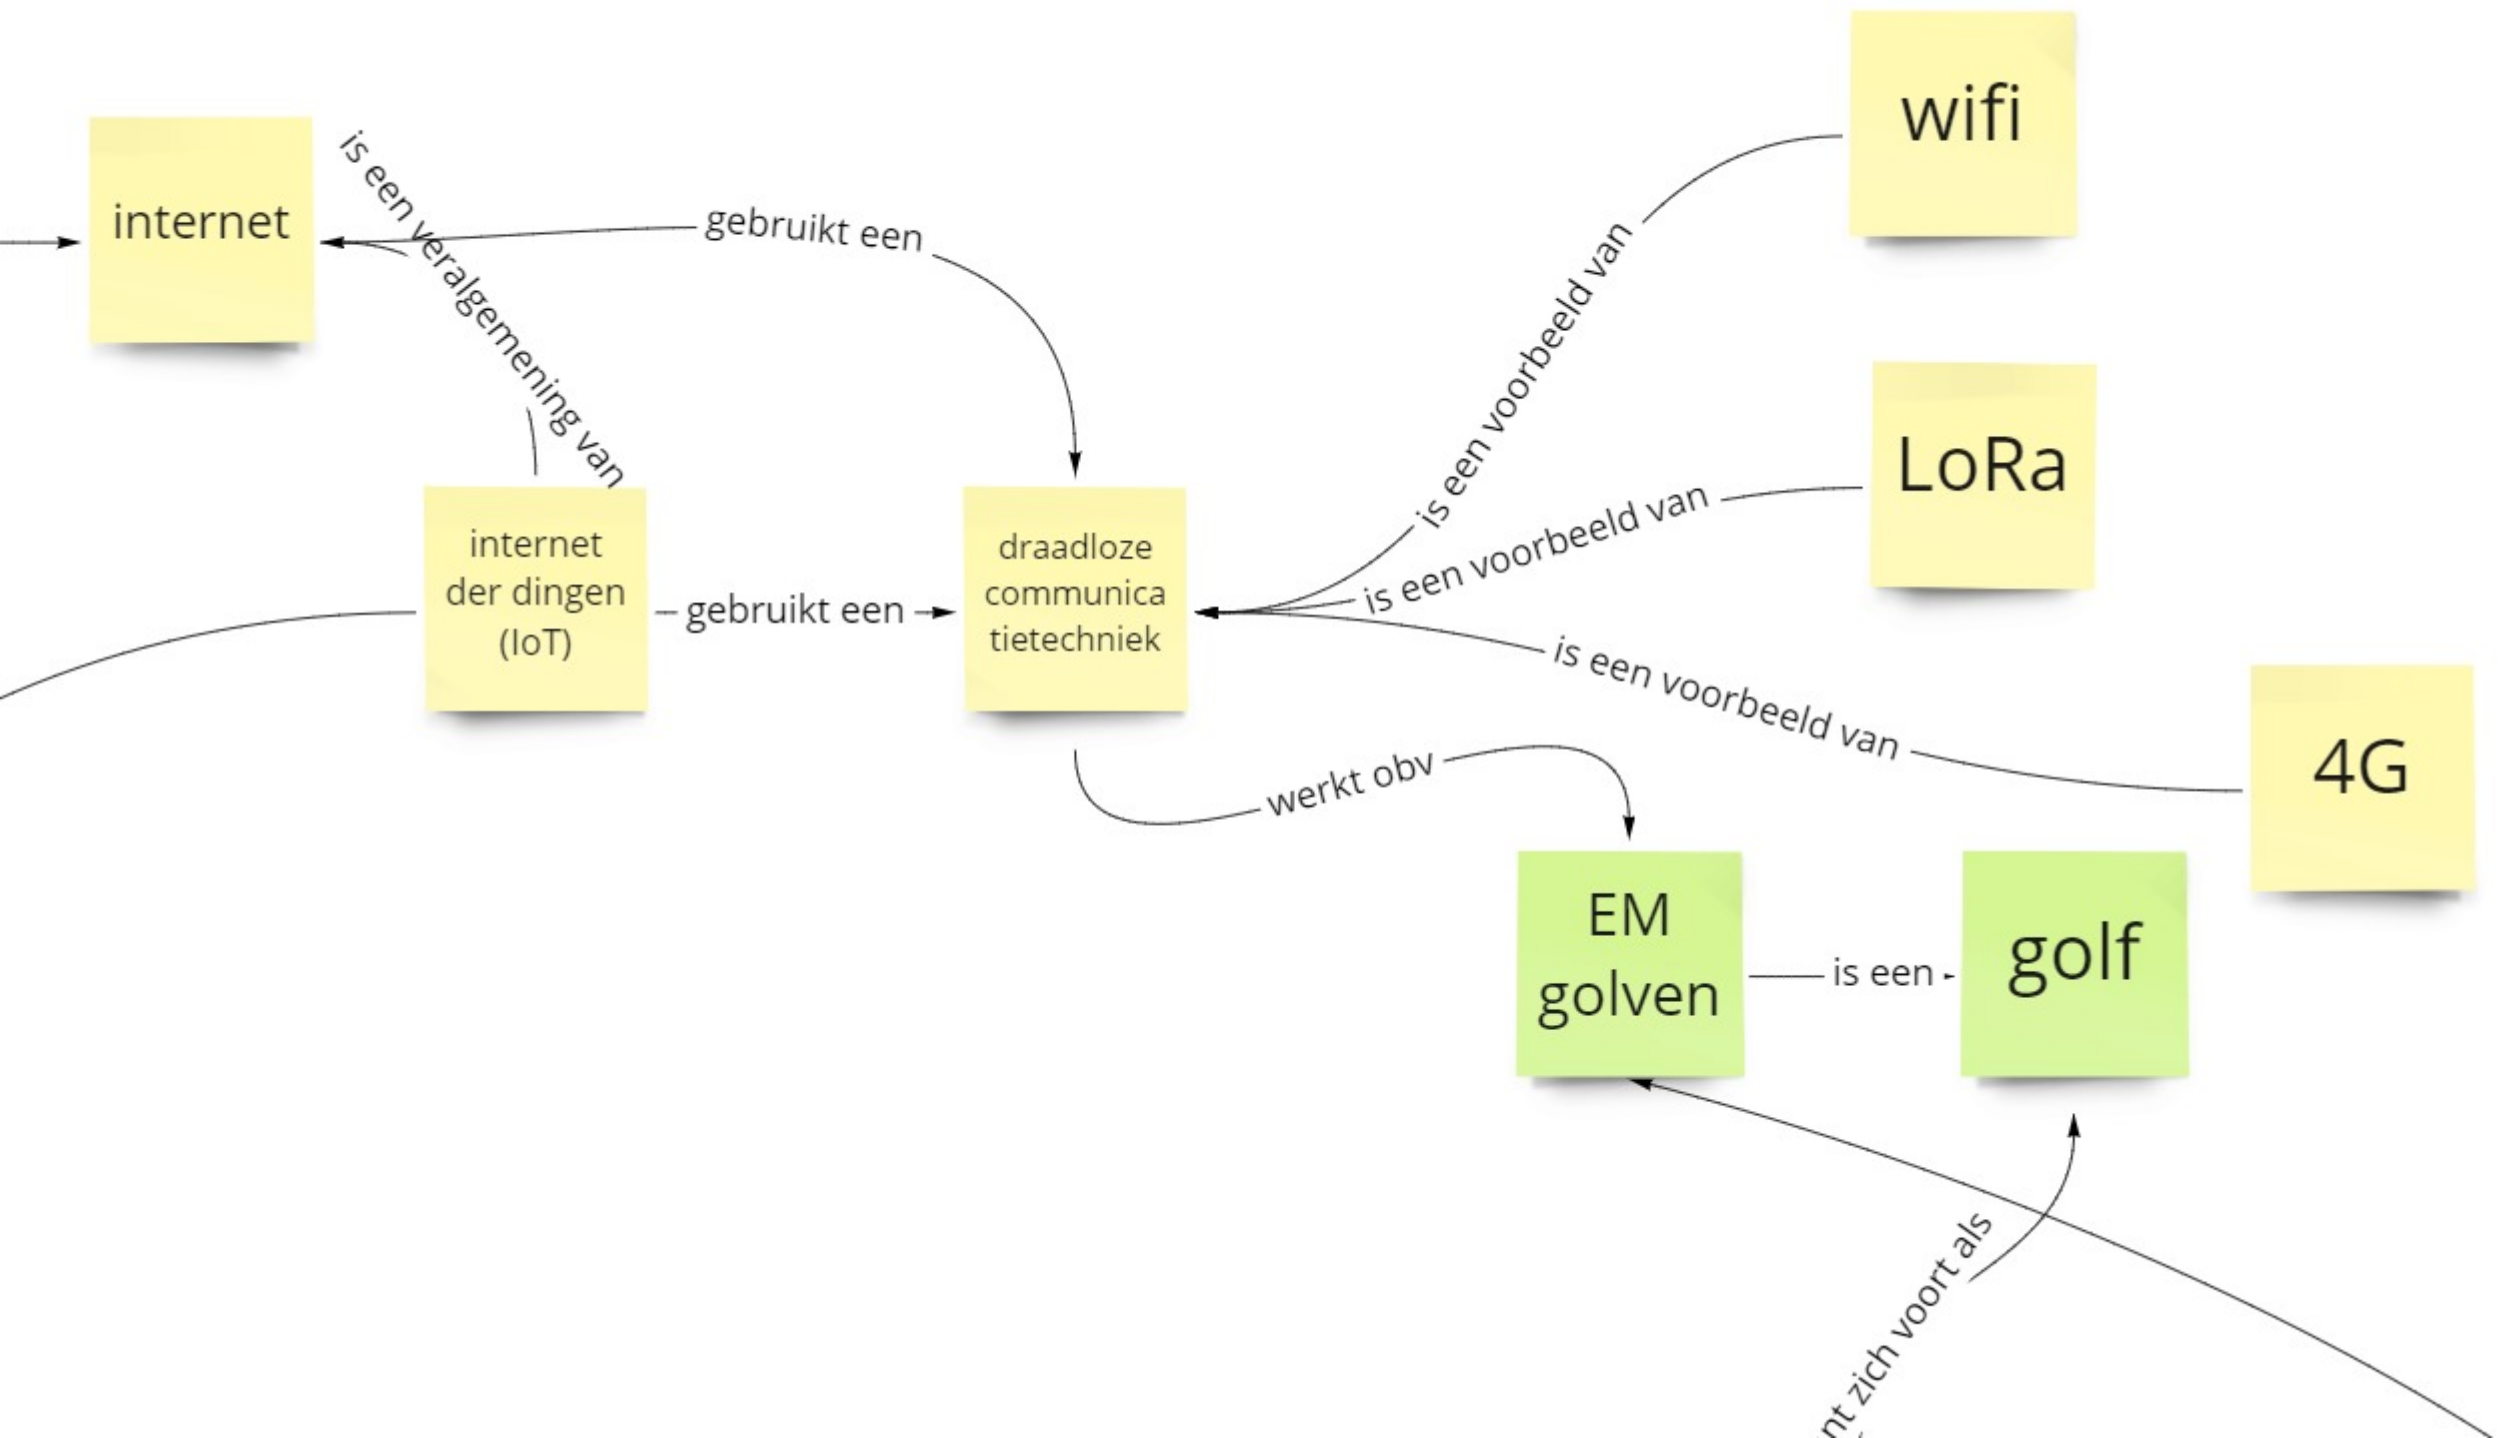 wifi
internet
is een veralgemening van
gebruikt een
is een voorbeeld van
LoRa
is een voorbeeld van
internet
der dingen
(IoT)
gebruikt een
draadloze
communica
tietechniek
is een voorbeeld van
4G
werkt obv
EM
golven
is een
golf
zich voort als